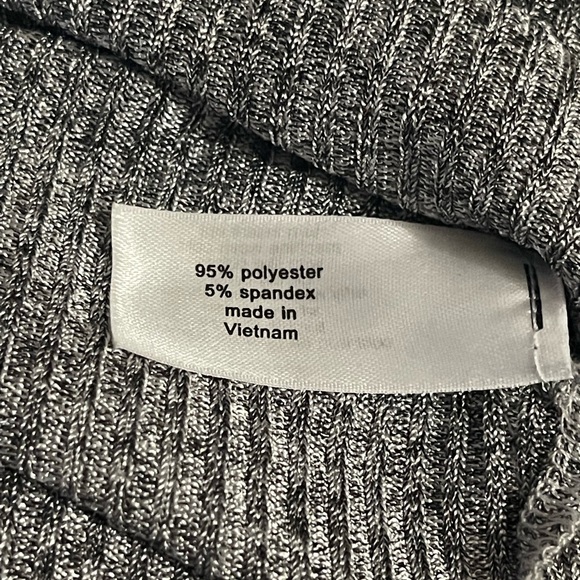 95% polyester
5% spandex
made in
Vietnam